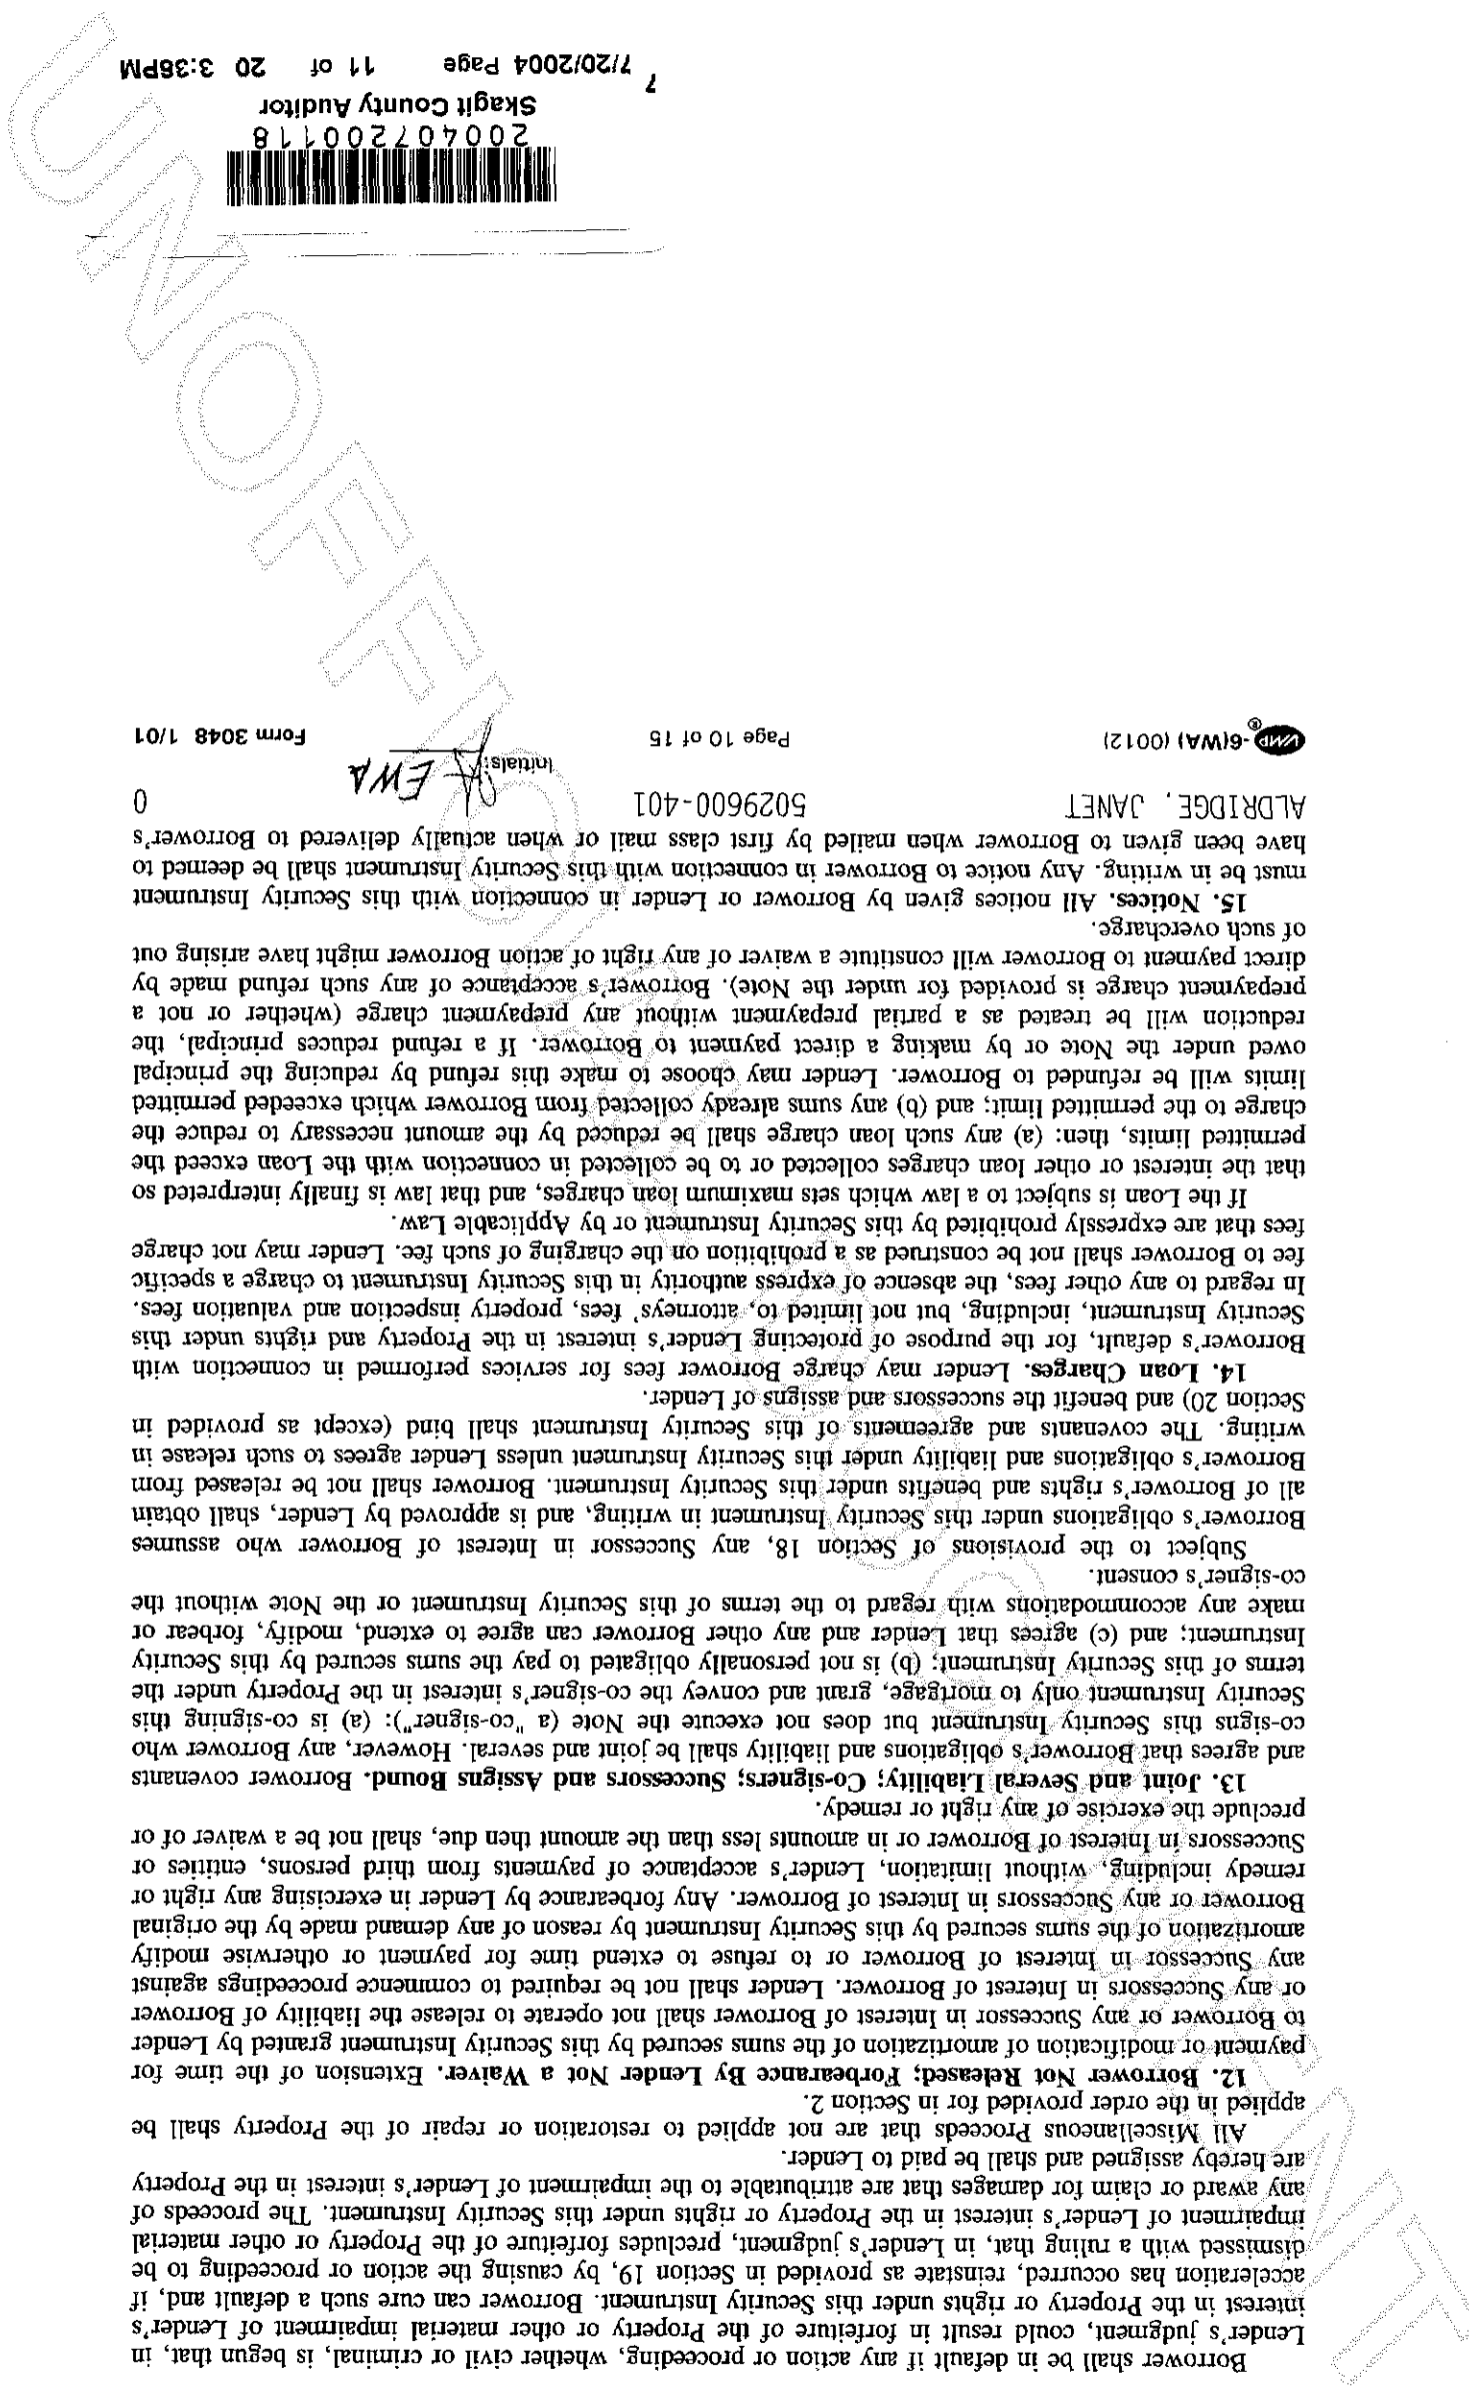 Borrower shall be in default if any action or proceeding, whether civil or criminal, is begun that, in
Lender's judgment, could result in forfeiture of the Property or other material impairment of Lender's
interest in the Property or rights under this Security Instrument. Borrower can cure such a default and, if
acceleration has occurred, reinstate as provided in Section 19, by causing the action or proceeding to be
dismissed with a ruling that, in Lender's judgment, precludes forfeiture of the Property or other material
impairment of Lender's interest in the Property or rights under this Security Instrument. The proceeds of
any award or claim for damages that are attributable to the impairment of Lender's interest in the Property
are hereby assigned and shall be paid to Lender.
All Miscellaneous Proceeds that are not applied to restoration or repair of the Property shall be
applied in the order provided for in Section 2.
12. Borrower Not Released; Forbearance By Lender Not a Waiver. Extension of the time for
payment or modification of amortization of the sums secured by this Security Instrument granted by Lender
to Borrower or any Successor in Interest of Borrower shall not operate to release the liability of Borrower
or any Successors in Interest of Borrower. Lender shall not be required to commence proceedings against
any Successor in Interest of Borrower or to refuse to extend time for payment or otherwise modify
amortization of the sums secured by this Security Instrument by reason of any demand made by the original
Borrower or any Successors in Interest of Borrower. Any forbearance by Lender in exercising any right or
remedy including, without limitation, Lender's acceptance of payments from third persons, entities or
Successors in Interest of Borrower or in amounts less than the amount then due, shall not be a waiver of or
preclude the exercise of any right or remedy.
13. Joint and Several Liability; Co-signers; Successors and Assigns Bound. Borrower covenants
and agrees that Borrower's obligations and liability shall be joint and several. However, any Borrower who
co-signs this Security Instrument but does not execute the Note (a "co-signer"): (a) is co-signing this
Security Instrument only to mortgage, grant and convey the co-signer's interest in the Property under the
terms of this Security Instrument; (b) is not personally obligated to pay the sums secured by this Security
Instrument; and (c) agrees that Lender and any other Borrower can agree to extend, modify, forbear or
make any accommodations with regard to the terms of this Security Instrument or the Note without the
co-signer's consent.
Subject to the provisions of Section 18, any Successor in Interest of Borrower who assumes
Borrower's obligations under this Security Instrument in writing, and is approved by Lender, shall obtain
all of Borrower's rights and benefits under this Security Instrument. Borrower shall not be released from
Borrower's obligations and liability under this Security Instrument unless Lender agrees to such release in
writing. The covenants and agreements of this Security Instrument shall bind (except as provided in
Section 20) and benefit the successors and assigns of Lender.
14. Loan Charges. Lender may charge Borrower fees for services performed in connection with
Borrower's default, for the purpose of protecting Lender's interest in the Property and rights under this
Security Instrument, including, but not limited to, attorneys' fees, property inspection and valuation fees.
In regard to any other fees, the absence of express authority in this Security Instrument to charge a specific
fee to Borrower shall not be construed as a prohibition on the charging of such fee. Lender may not charge
fees that are expressly prohibited by this Security Instrument or by Applicable Law.
If the Loan is subject to a law which sets maximum loan charges, and that law is finally interpreted so
that the interest or other loan charges collected or to be collected in connection with the Loan exceed the
permitted limits, then: (a) any such loan charge shall be reduced by the amount necessary to reduce the
charge to the permitted limit; and (b) any sums already collected from Borrower which exceeded permitted
limits will be refunded to Borrower. Lender may choose to make this refund by reducing the principal
owed under the Note or by making a direct payment to Borrower. If a refund reduces principal, the
reduction will be treated as a partial prepayment without any prepayment charge (whether or not a
prepayment charge is provided for under the Note). Borrower's acceptance of any such refund made by
direct payment to Borrower will constitute a waiver of any right of action Borrower might have arising out
of such overcharge.
15. Notices. All notices given by Borrower or Lender in connection with this Security Instrument
must be in writing. Any notice to Borrower in connection with this Security Instrument shall be deemed to
have been given to Borrower when mailed by first class mail or when actually delivered to Borrower's
ALDRIDGE, JANET 5029600-401 0
Initials: JA EWA
VMP®-6(WA) (0012) Page 10 of 15 Form 3048 1/01
200407200118
Skagit County Auditor
7/20/2004 Page 11 of 20 3:36PM
UNOFFICIAL DOCUMENT